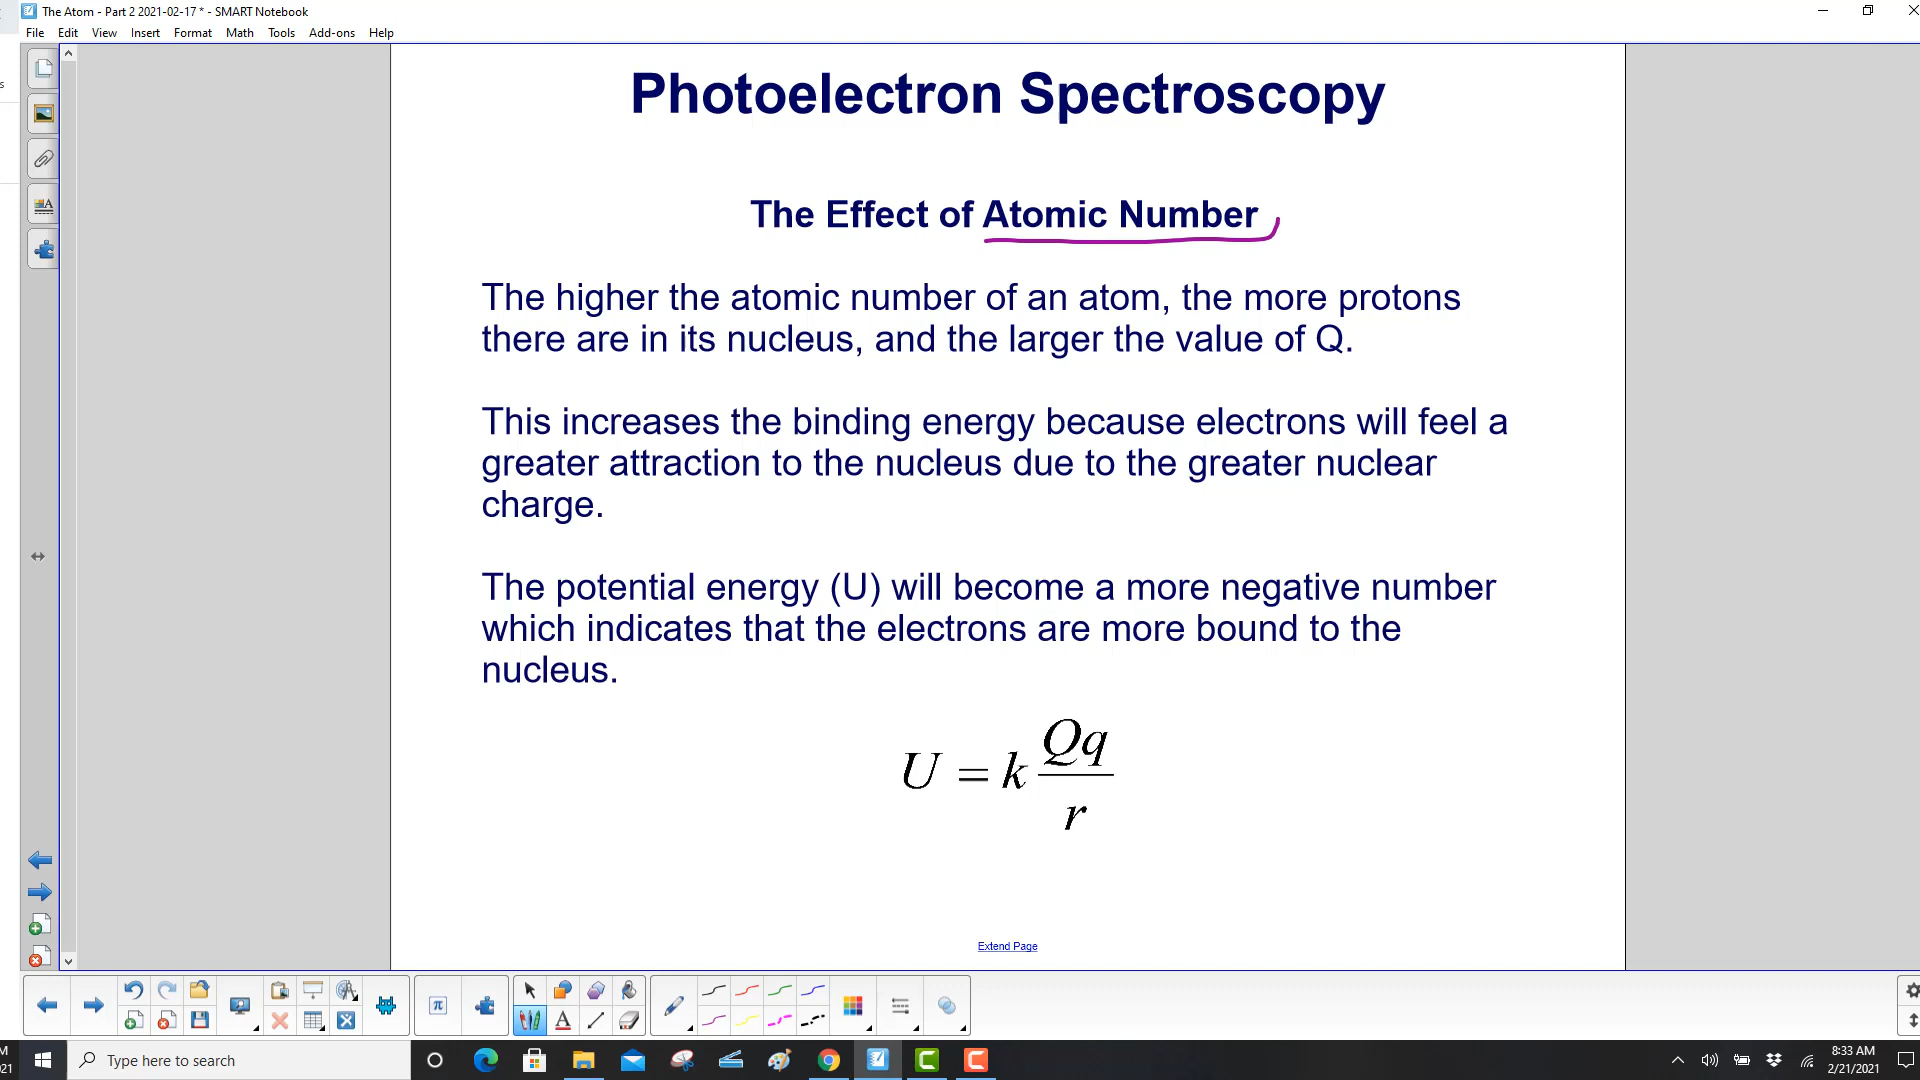 The Atom - Part 2 2021-02-17 * - SMART Notebook
File Edit View Insert Format Math Tools Add-ons Help
Photoelectron Spectroscopy
The Effect of Atomic Number
The higher the atomic number of an atom, the more protons
there are in its nucleus, and the larger the value of Q.
This increases the binding energy because electrons will feel a
greater attraction to the nucleus due to the greater nuclear
charge.
The potential energy (U) will become a more negative number
which indicates that the electrons are more bound to the
nucleus.
U = k Qq / r
Extend Page
Type here to search
8:33 AM
2/21/2021